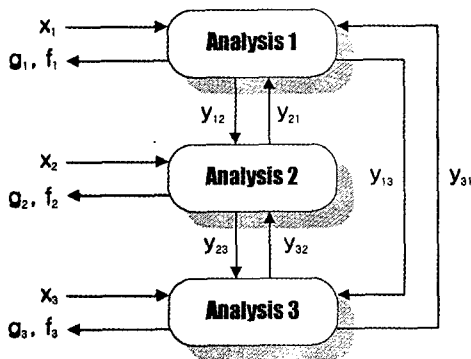 x₁
Analysis 1
g₁, f₁
y₁₂
y₂₁
x₂
Analysis 2
g₂, f₂
y₁₃
y₃₁
y₂₃
y₃₂
x₃
Analysis 3
g₃, f₃